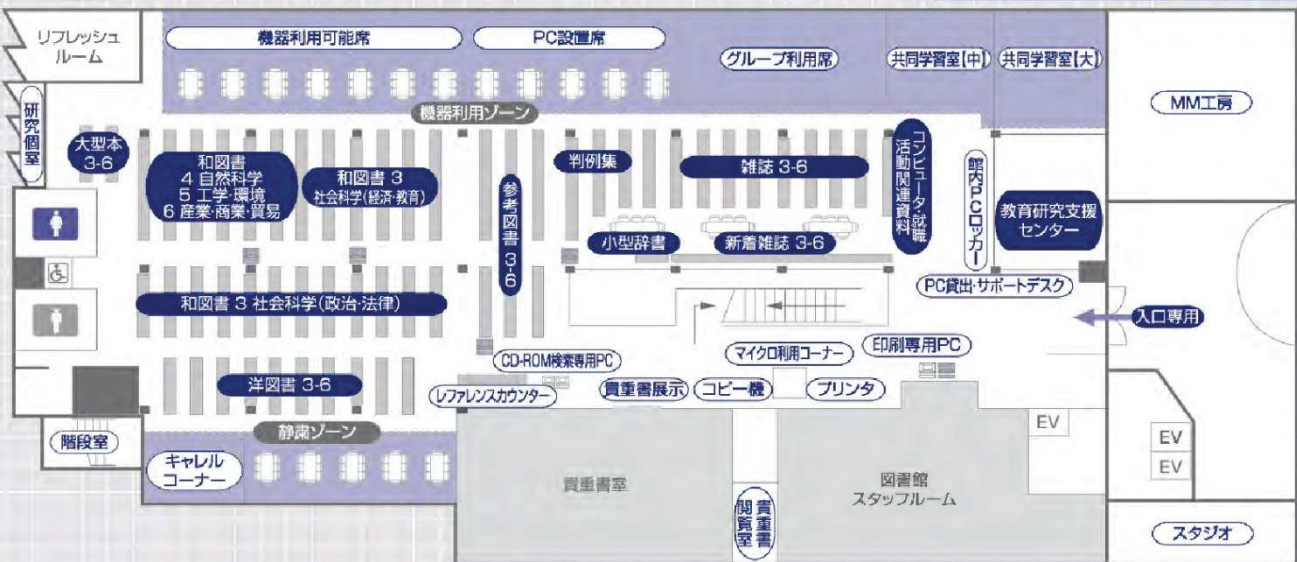 リフレッシュ
ルーム
機器利用可能席
PC設置席
グループ利用席
共同学習室【中】
共同学習室【大】
MM工房
研究個室
機器利用ゾーン
大型本
3-6
和図書
4 自然科学
5 工学・環境
6 産業・商業・貿易
和図書 3
社会科学(経済・教育)
参考図書 3-6
判例集
雑誌 3-6
コンピュータ・就職
活動関連資料
館内PCロッカー
教育研究支援
センター
小型辞書
新着雑誌 3-6
PC貸出・サポートデスク
和図書 3 社会科学(政治・法律)
入口専用
CD-ROM検索専用PC
マイクロ利用コーナー
印刷専用PC
洋図書 3-6
レファレンスカウンター
貴重書展示
コピー機
プリンタ
静粛ゾーン
階段室
キャレル
コーナー
貴重書室
貴重書
閲覧室
図書館
スタッフルーム
EV
EV
EV
スタジオ